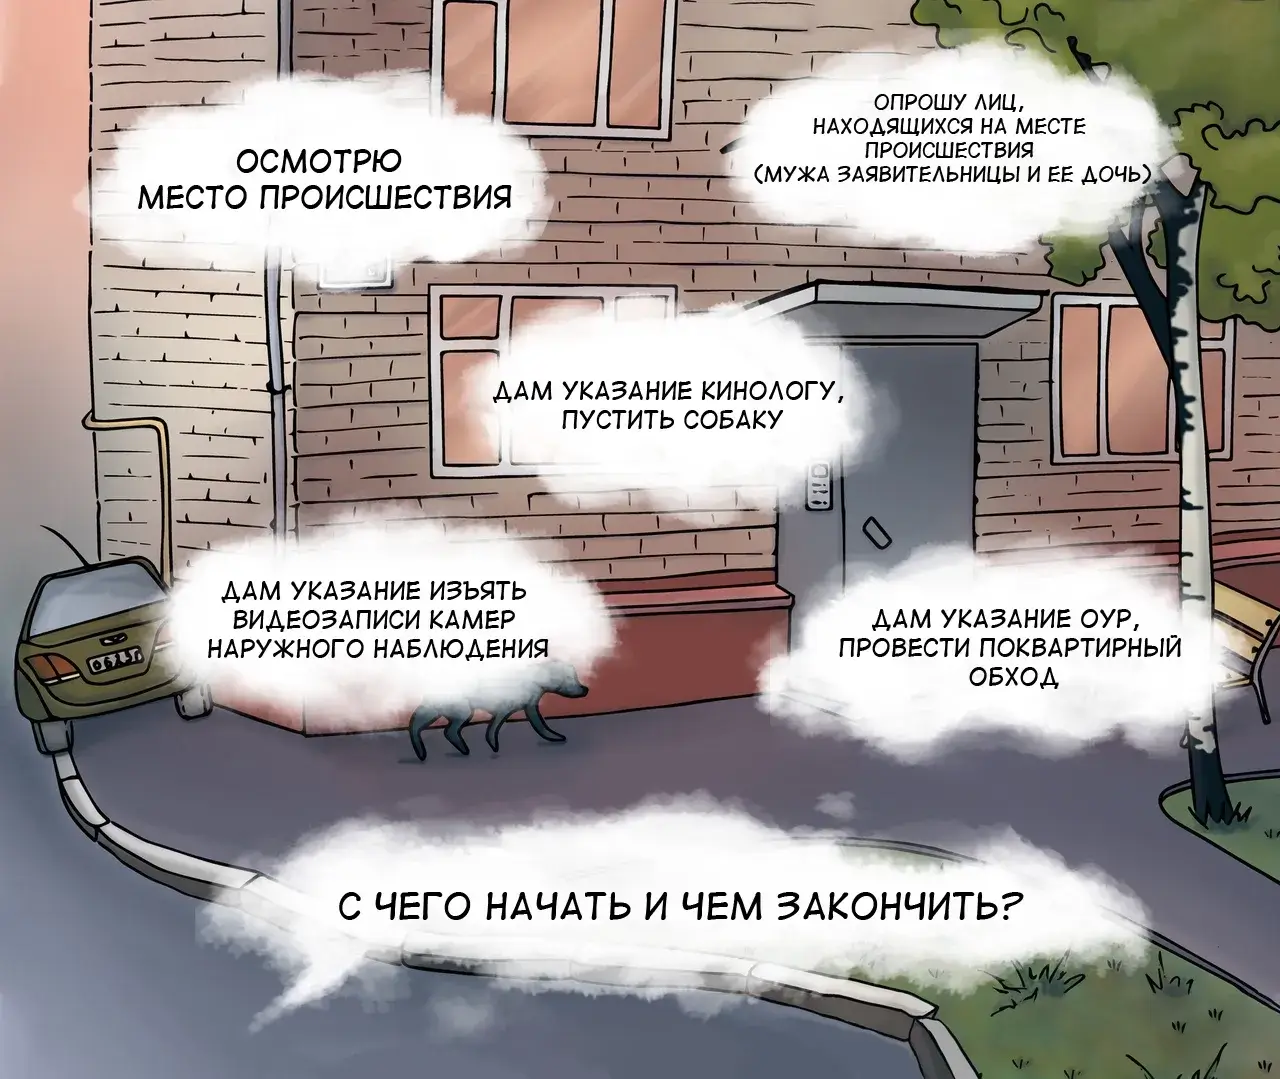 ОСМОТРЮ
МЕСТО ПРОИСШЕСТВИЯ
ОПРОШУ ЛИЦ,
НАХОДЯЩИХСЯ НА МЕСТЕ
ПРОИСШЕСТВИЯ
(МУЖА ЗАЯВИТЕЛЬНИЦЫ И ЕЕ ДОЧЬ)
ДАМ УКАЗАНИЕ КИНОЛОГУ,
ПУСТИТЬ СОБАКУ
ДАМ УКАЗАНИЕ ИЗЪЯТЬ
ВИДЕОЗАПИСИ КАМЕР
НАРУЖНОГО НАБЛЮДЕНИЯ
ДАМ УКАЗАНИЕ ОУР,
ПРОВЕСТИ ПОКВАРТИРНЫЙ
ОБХОД
С ЧЕГО НАЧАТЬ И ЧЕМ ЗАКОНЧИТЬ?